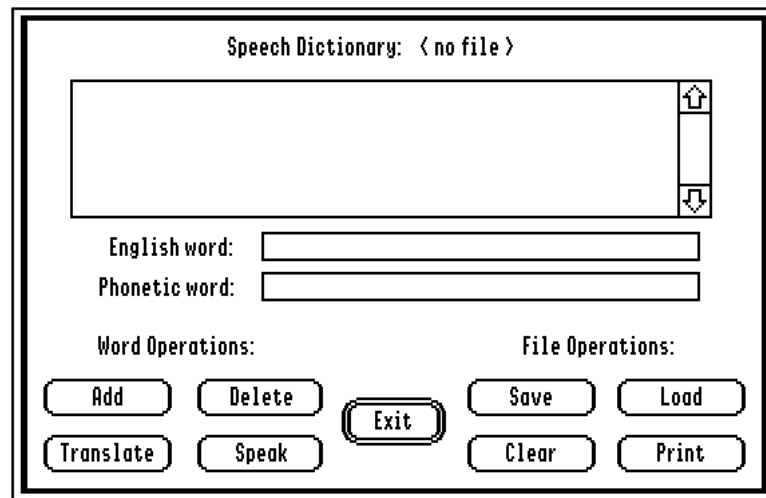 Speech Dictionary: < no file >
English word:
Phonetic word:
Word Operations: File Operations:
Add Delete Save Load
Exit
Translate Speak Clear Print